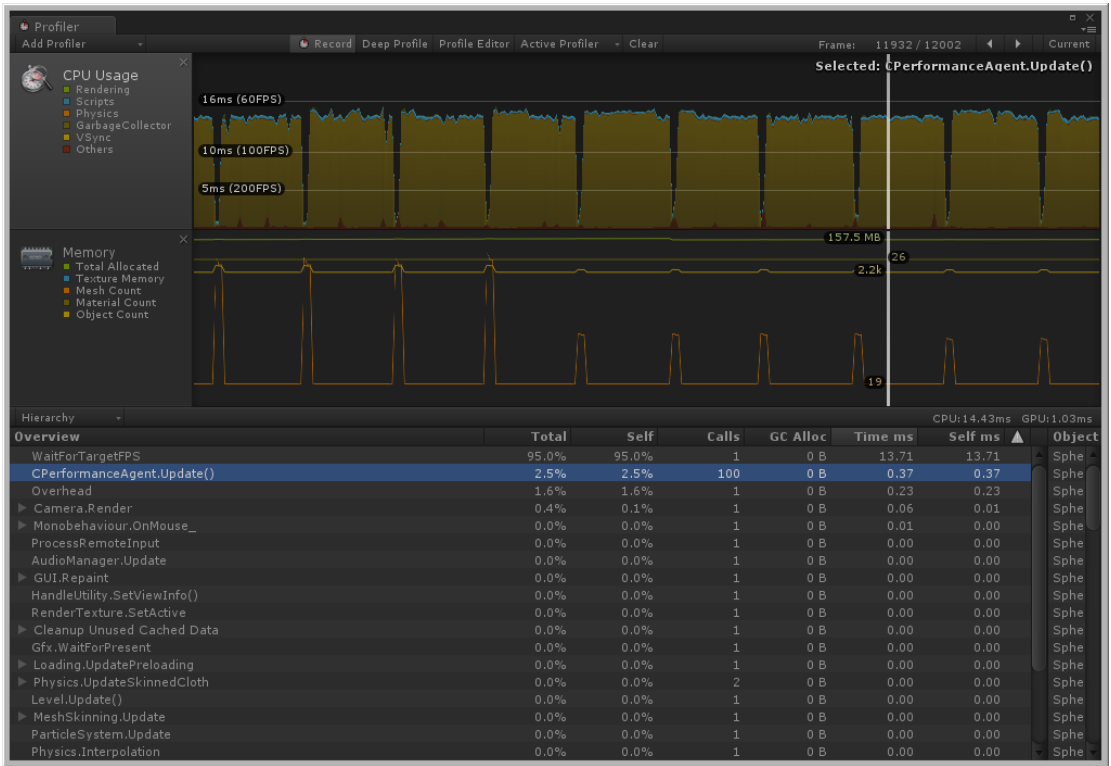 Profiler
Add Profiler Record Deep Profile Profile Editor Active Profiler Clear Frame: 11932 / 12002 Current
CPU Usage
Rendering
Scripts
Physics
GarbageCollector
VSync
Others
Selected: CPerformanceAgent.Update()
16ms (60FPS)
10ms (100FPS)
5ms (200FPS)
Memory
Total Allocated
Texture Memory
Mesh Count
Material Count
Object Count
157.5 MB
26
2.2k
19
Hierarchy CPU:14.43ms GPU:1.03ms
Overview Total Self Calls GC Alloc Time ms Self ms Object
WaitForTargetFPS 95.0% 95.0% 1 0 B 13.71 13.71 Sphe
CPerformanceAgent.Update() 2.5% 2.5% 100 0 B 0.37 0.37 Sphe
Overhead 1.6% 1.6% 1 0 B 0.23 0.23 Sphe
Camera.Render 0.4% 0.1% 1 0 B 0.06 0.01 Sphe
Monobehaviour.OnMouse_ 0.0% 0.0% 1 0 B 0.01 0.00 Sphe
ProcessRemoteInput 0.0% 0.0% 1 0 B 0.00 0.00 Sphe
AudioManager.Update 0.0% 0.0% 1 0 B 0.00 0.00 Sphe
GUI.Repaint 0.0% 0.0% 1 0 B 0.00 0.00 Sphe
HandleUtility.SetViewInfo() 0.0% 0.0% 1 0 B 0.00 0.00 Sphe
RenderTexture.SetActive 0.0% 0.0% 1 0 B 0.00 0.00 Sphe
Cleanup Unused Cached Data 0.0% 0.0% 1 0 B 0.00 0.00 Sphe
Gfx.WaitForPresent 0.0% 0.0% 1 0 B 0.00 0.00 Sphe
Loading.UpdatePreloading 0.0% 0.0% 1 0 B 0.00 0.00 Sphe
Physics.UpdateSkinnedCloth 0.0% 0.0% 2 0 B 0.00 0.00 Sphe
Level.Update() 0.0% 0.0% 1 0 B 0.00 0.00 Sphe
MeshSkinning.Update 0.0% 0.0% 1 0 B 0.00 0.00 Sphe
ParticleSystem.Update 0.0% 0.0% 1 0 B 0.00 0.00 Sphe
Physics.Interpolation 0.0% 0.0% 1 0 B 0.00 0.00 Sphe